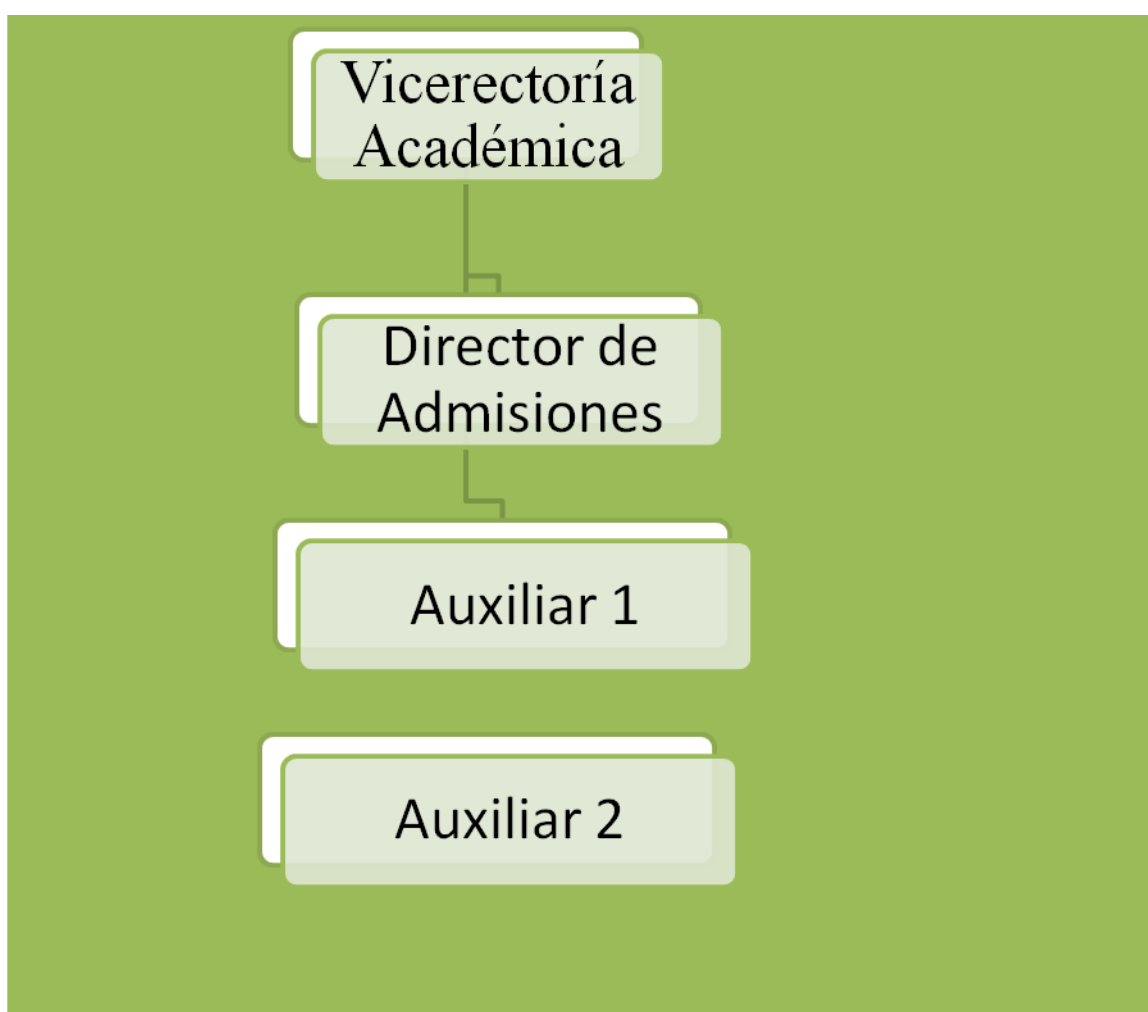 Vicerectoría
Académica
Director de
Admisiones
Auxiliar 1
Auxiliar 2